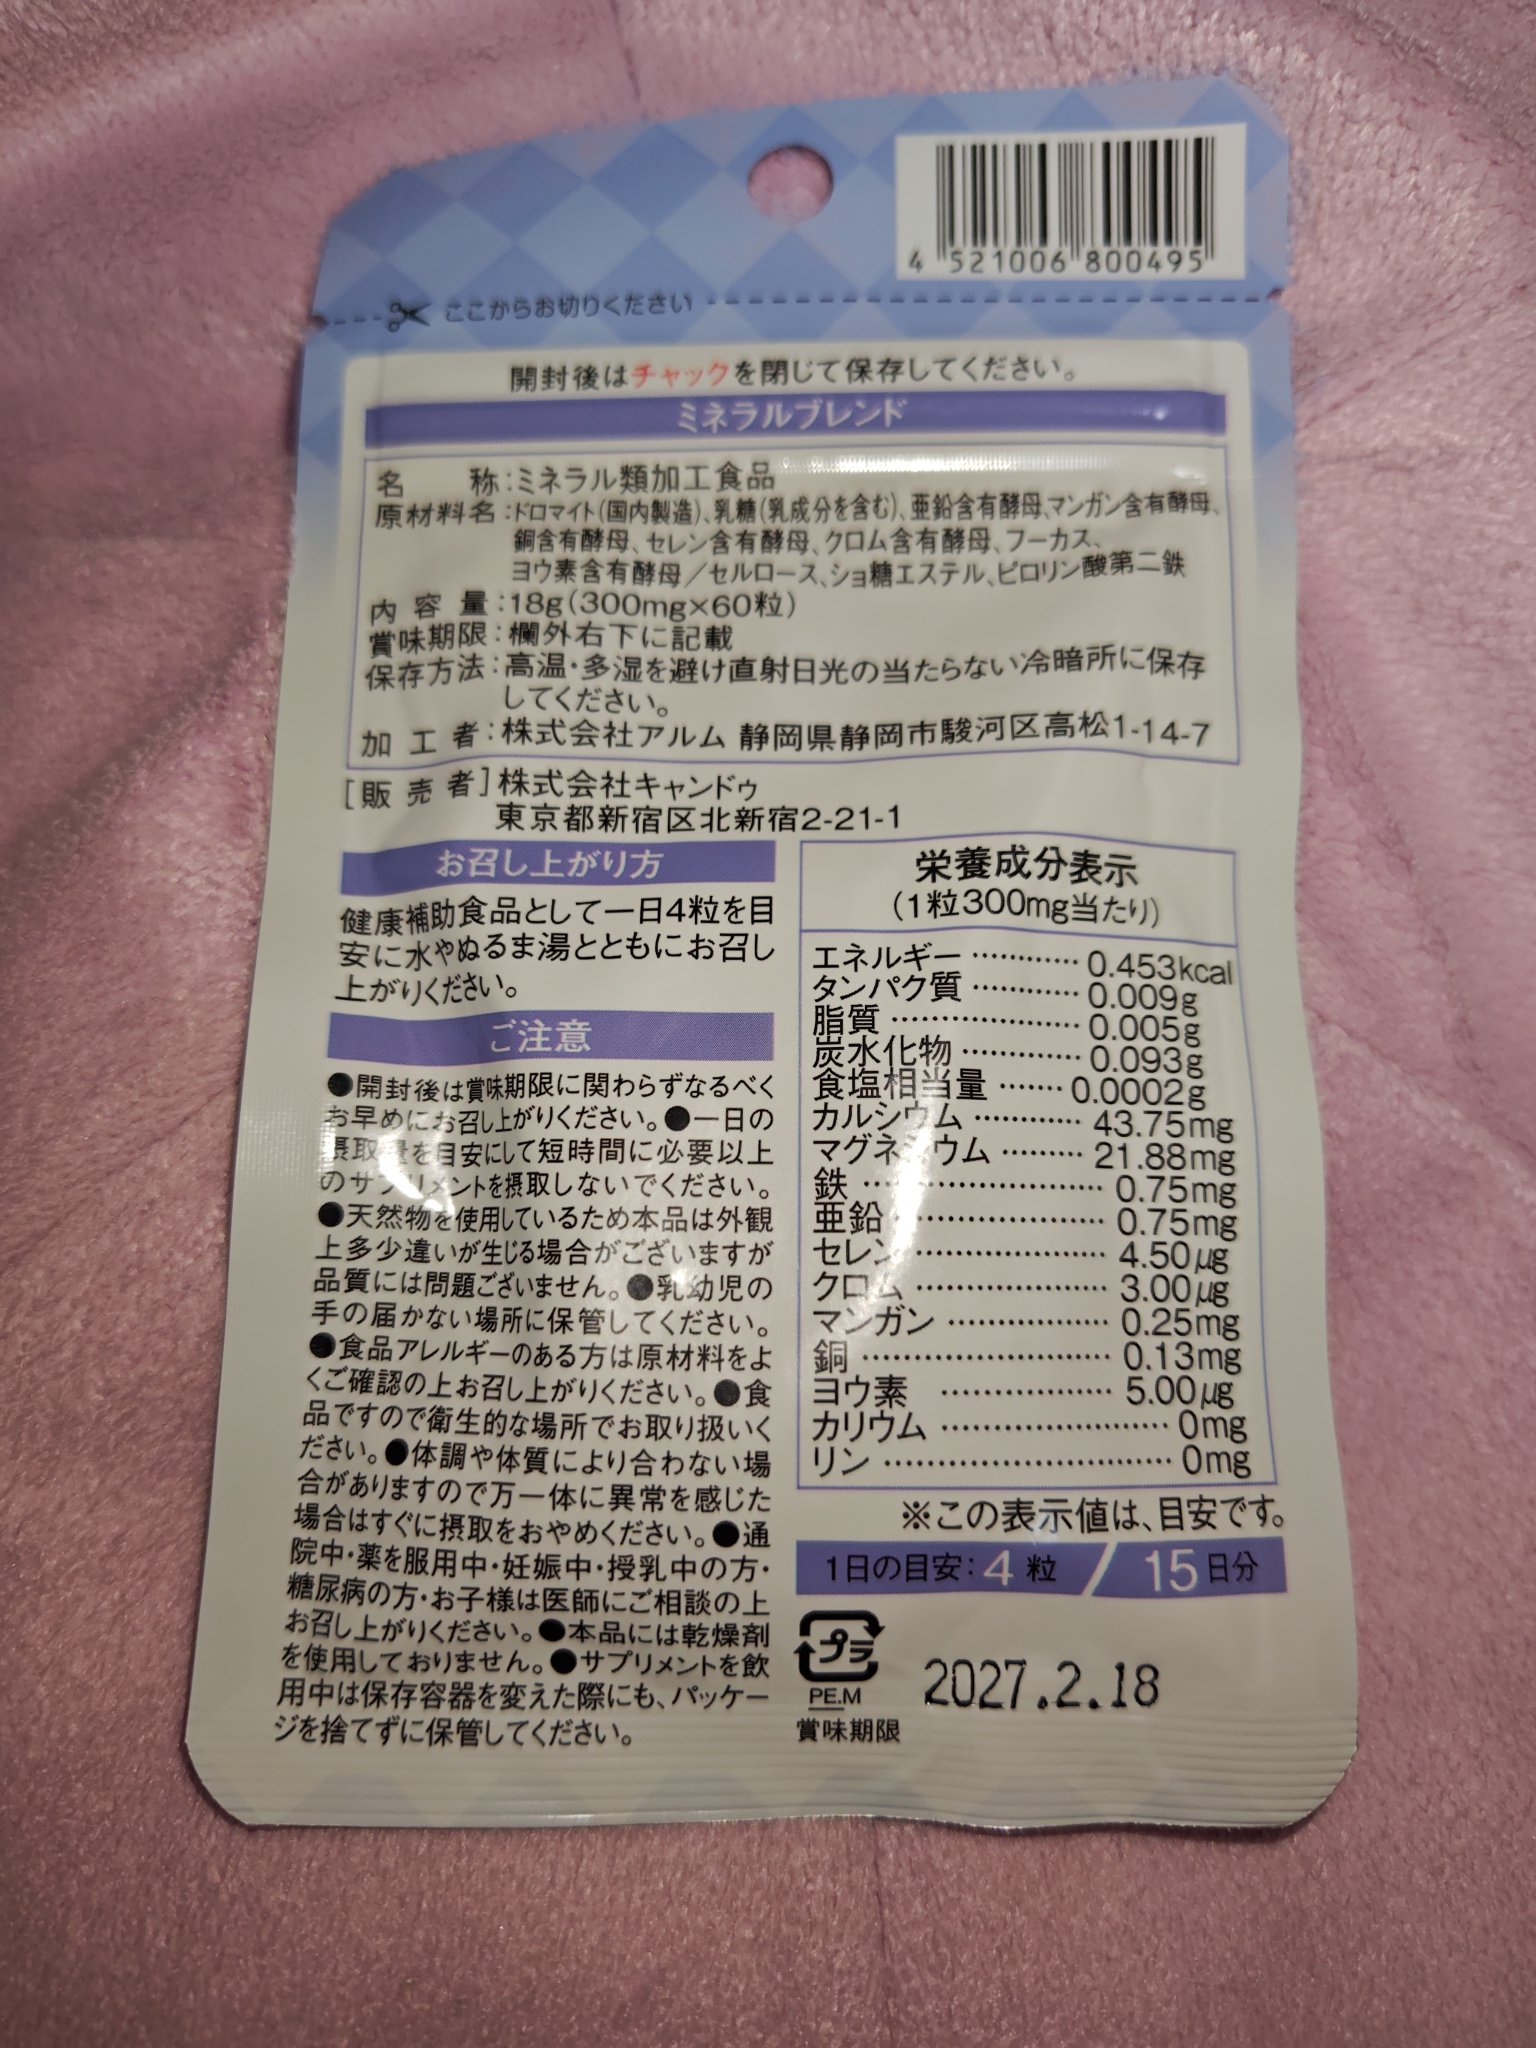 4 521006 800495
ここからお切りください
開封後はチャックを閉じて保存してください。
ミネラルブレンド
名称:ミネラル類加工食品
原材料名:ドロマイト(国内製造)、乳糖(乳成分を含む)、亜鉛含有酵母、マンガン含有酵母、
銅含有酵母、セレン含有酵母、クロム含有酵母、フーカス、
ヨウ素含有酵母/セルロース、ショ糖エステル、ピロリン酸第二鉄
内容量:18g(300mg×60粒)
賞味期限:欄外右下に記載
保存方法:高温・多湿を避け直射日光の当たらない冷暗所に保存
してください。
加工者:株式会社アルム 静岡県静岡市駿河区高松1-14-7
[販売者]株式会社キャンドゥ
東京都新宿区北新宿2-21-1
お召し上がり方
健康補助食品として一日4粒を目
安に水やぬるま湯とともにお召し
上がりください。
ご注意
●開封後は賞味期限に関わらずなるべく
お早めにお召し上がりください。●一日の
摂取量を目安にして短時間に必要以上
のサプリメントを摂取しないでください。
●天然物を使用しているため本品は外観
上多少違いが生じる場合がございますが
品質には問題ございません。●乳幼児の
手の届かない場所に保管してください。
●食品アレルギーのある方は原材料をよ
くご確認の上お召し上がりください。●食
品ですので衛生的な場所でお取り扱いく
ださい。●体調や体質により合わない場
合がありますので万一体に異常を感じた
場合はすぐに摂取をおやめください。●通
院中・薬を服用中・妊娠中・授乳中の方・
糖尿病の方・お子様は医師にご相談の上
お召し上がりください。●本品には乾燥剤
を使用しておりません。●サプリメントを飲
用中は保存容器を変えた際にも、パッケー
ジを捨てずに保管してください。
栄養成分表示
(1粒300mg当たり)
エネルギー ………… 0.453kcal
タンパク質 ………… 0.009g
脂質 ………………… 0.005g
炭水化物 ………… 0.093g
食塩相当量 ……… 0.0002g
カルシウム ………… 43.75mg
マグネシウム ……… 21.88mg
鉄 …………………… 0.75mg
亜鉛 ………………… 0.75mg
セレン ……………… 4.50μg
クロム ……………… 3.00μg
マンガン …………… 0.25mg
銅 …………………… 0.13mg
ヨウ素 ……………… 5.00μg
カリウム …………… 0mg
リン ………………… 0mg
※この表示値は、目安です。
1日の目安:4粒/15日分
プラ
PE.M
2027.2.18
賞味期限